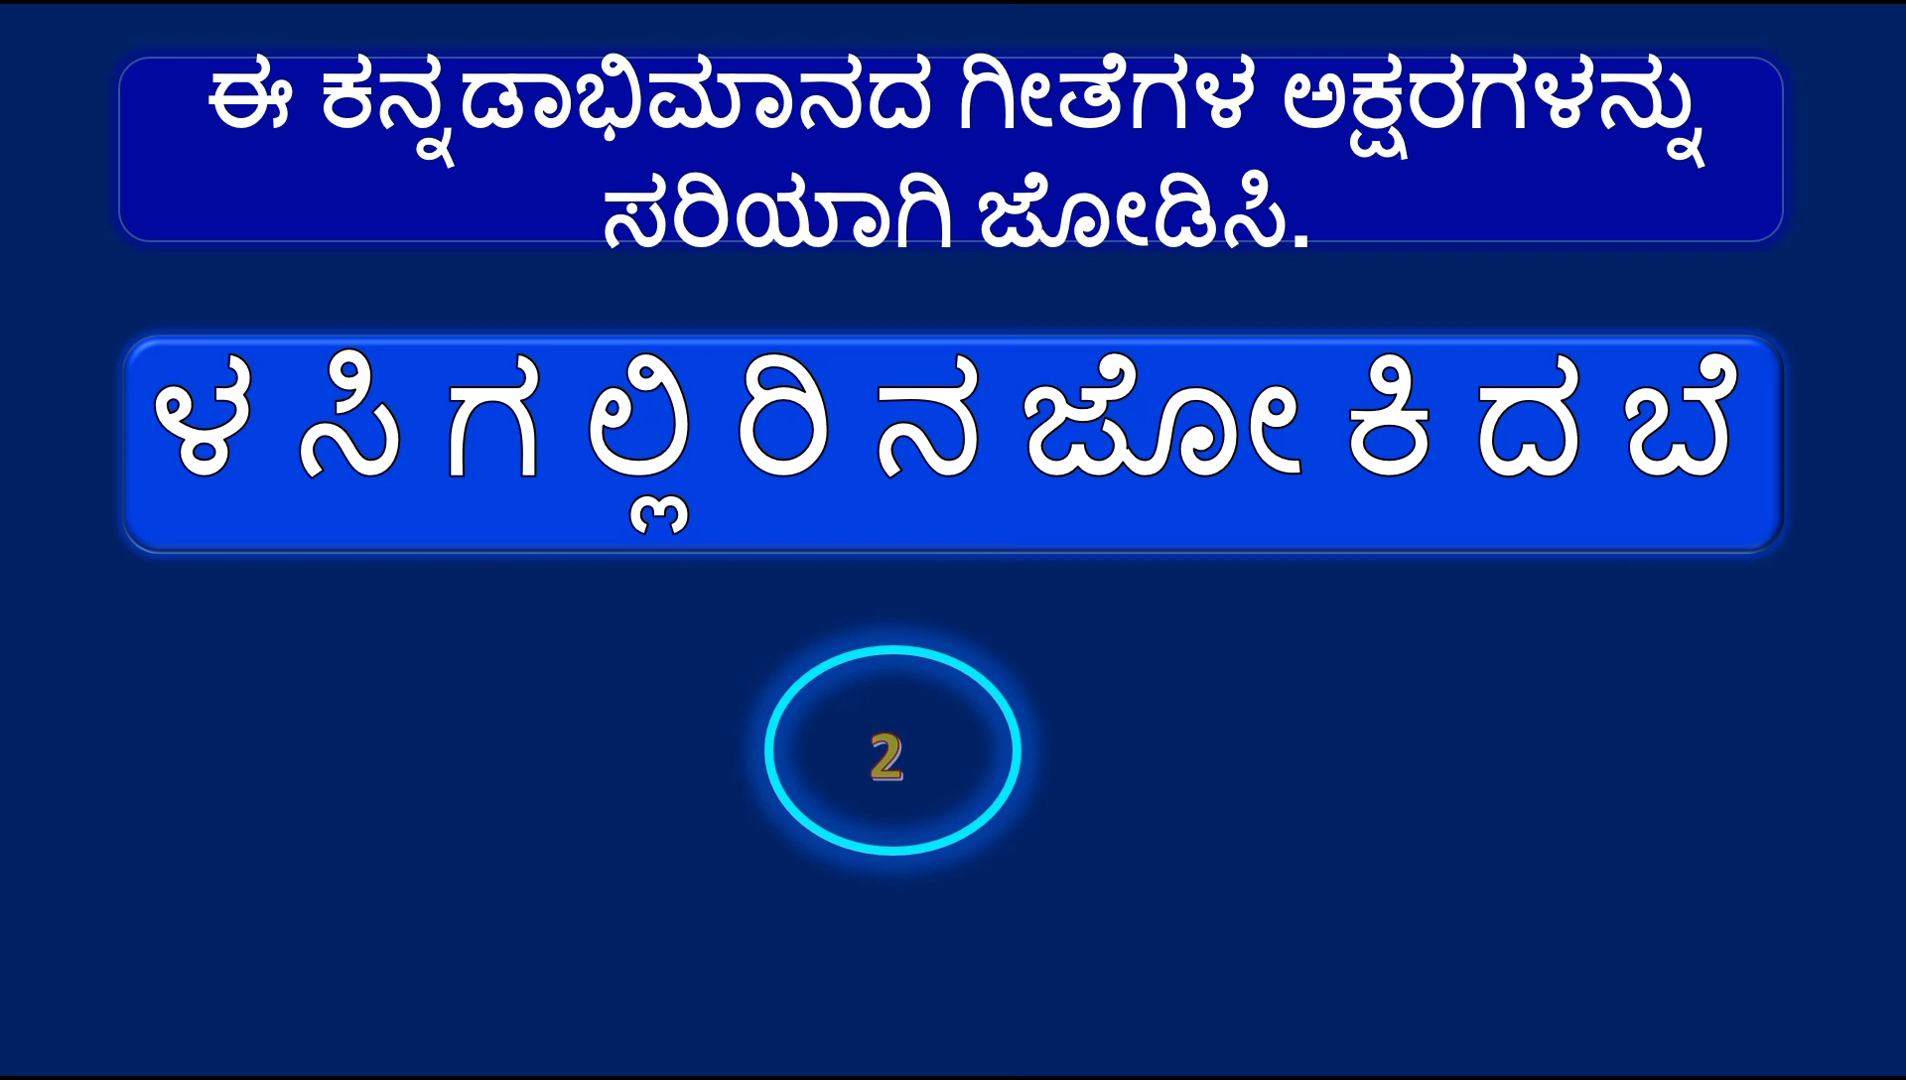 ಈ ಕನ್ನಡಾಭಿಮಾನದ ಗೀತೆಗಳ ಅಕ್ಷರಗಳನ್ನು
ಸರಿಯಾಗಿ ಜೋಡಿಸಿ.
ಳ ಸಿ ಗ ಲ್ಲಿ ರಿ ನ ಜೋ ಕಿ ದ ಬೆ
2